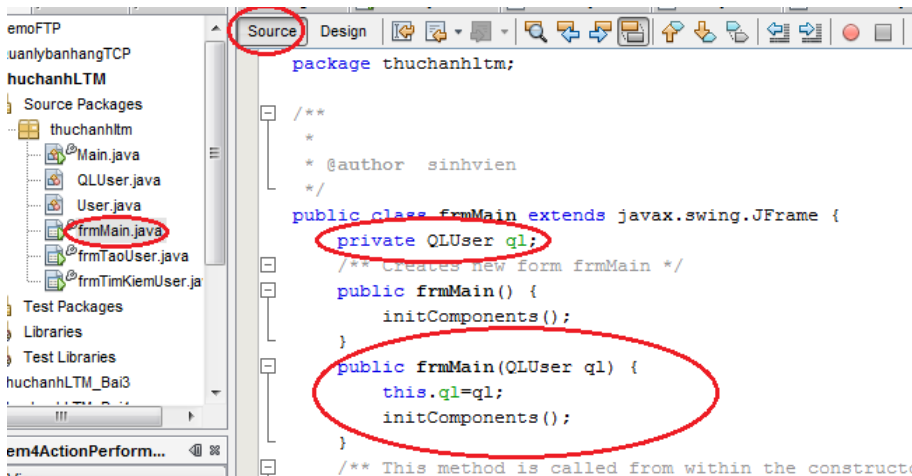 emoFTP
uanlybanhangTCP
huchanhLTM
Source Packages
thuchanhltm
Main.java
QLUser.java
User.java
frmMain.java
frmTaoUser.java
frmTimKiemUser.ja
Test Packages
Libraries
Test Libraries
huchanhLTM_Bai3
em4ActionPerform...
Source Design
package thuchanhltm;
/**
*
* @author sinhvien
*/
public class frmMain extends javax.swing.JFrame {
private QLUser ql;
/** Creates new form frmMain */
public frmMain() {
initComponents();
}
public frmMain(QLUser ql) {
this.ql=ql;
initComponents();
}
/** This method is called from within the constructo